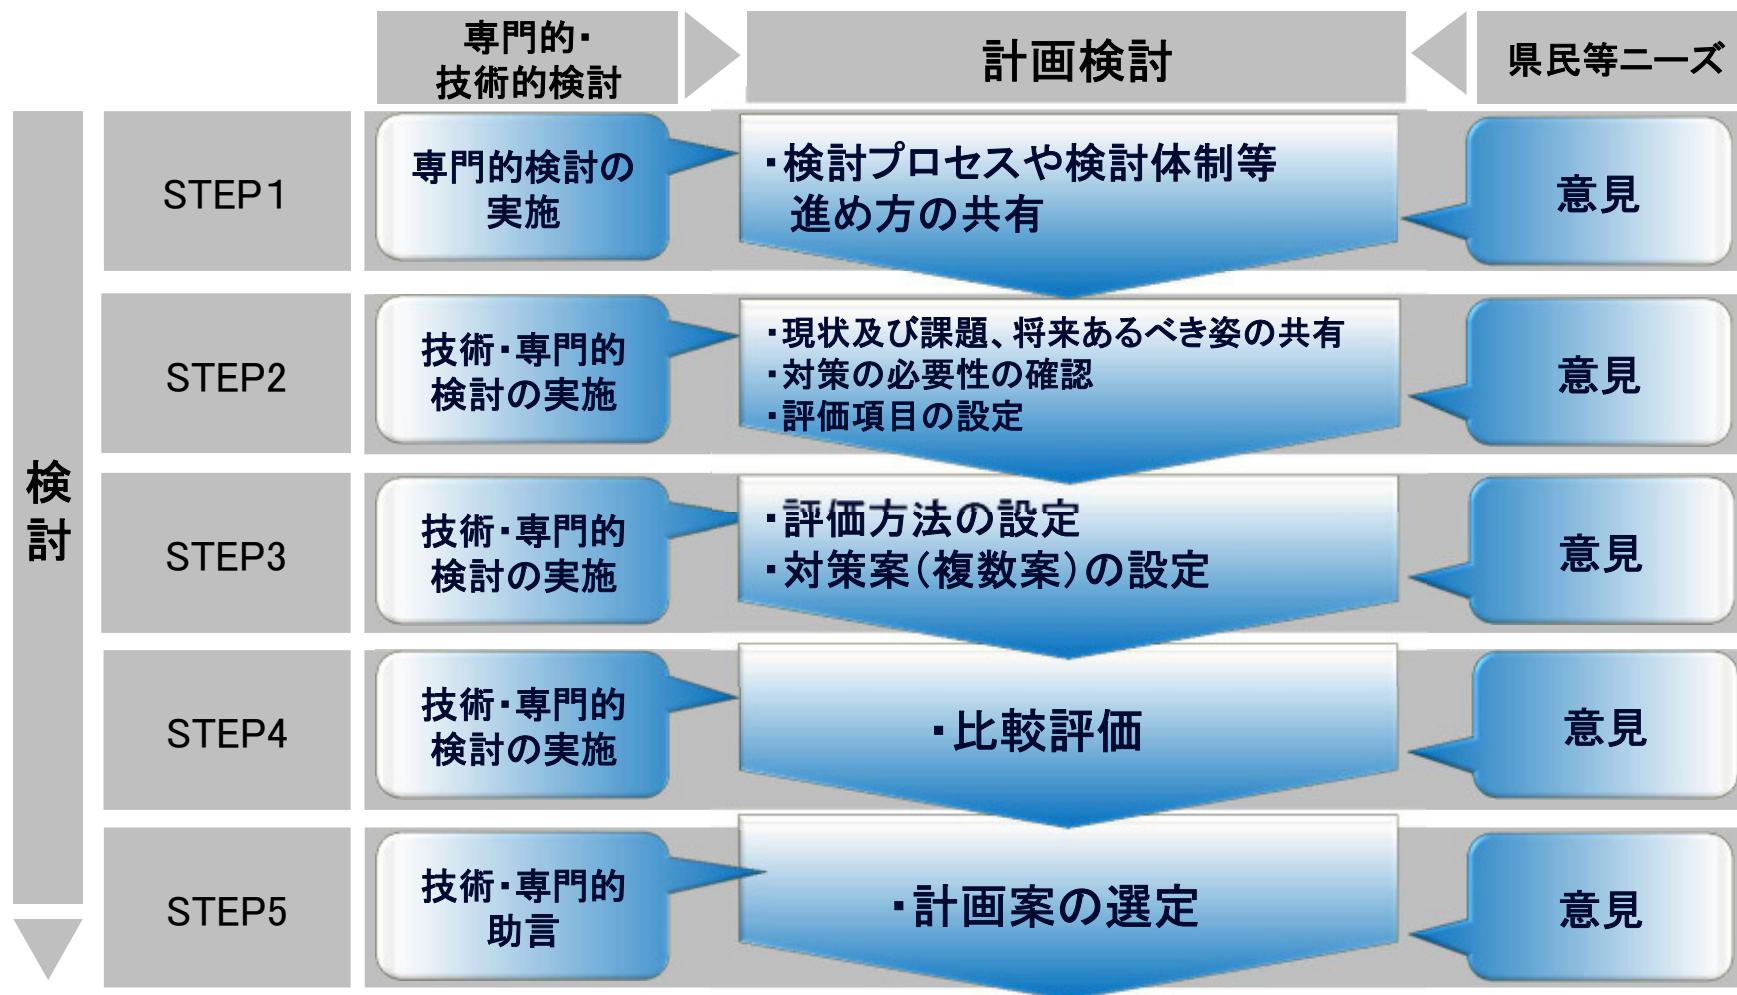 専門的・
技術的検討
計画検討
県民等ニーズ
検討
STEP1
専門的検討の
実施
・検討プロセスや検討体制等
進め方の共有
意見
STEP2
技術・専門的
検討の実施
・現状及び課題、将来あるべき姿の共有
・対策の必要性の確認
・評価項目の設定
意見
STEP3
技術・専門的
検討の実施
・評価方法の設定
・対策案(複数案)の設定
意見
STEP4
技術・専門的
検討の実施
・比較評価
意見
STEP5
技術・専門的
助言
・計画案の選定
意見